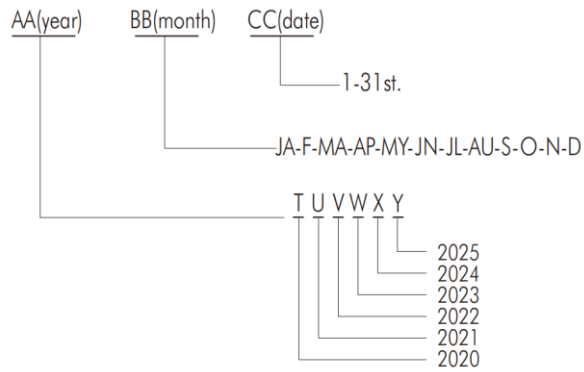 AA(year) BB(month) CC(date)
1-31st.
JA-F-MA-AP-MY-JN-JL-AU-S-O-N-D
T U V W X Y
2025
2024
2023
2022
2021
2020